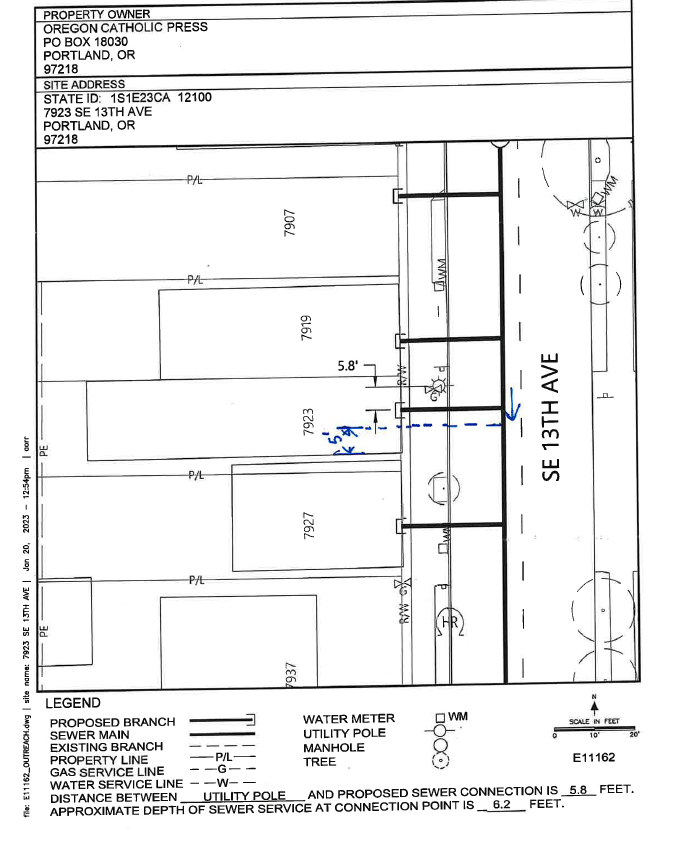 PROPERTY OWNER
OREGON CATHOLIC PRESS
PO BOX 18030
PORTLAND, OR
97218
SITE ADDRESS
STATE ID: 1S1E23CA 12100
7923 SE 13TH AVE
PORTLAND, OR
97218
P/L
7907
WM
W
W
P/L
WM
7919
5.8'
R/W
G
7923
5'
SE 13TH AVE
PE
P/L
7927
WM
P/L
G
R/W
HR
PE
7937
file: E11162_OUTREACH.dwg | site name: 7923 SE 13TH AVE | Jan 20, 2023 - 12:54pm | corr
LEGEND
PROPOSED BRANCH
SEWER MAIN
EXISTING BRANCH
PROPERTY LINE P/L
GAS SERVICE LINE G
WATER SERVICE LINE W
WATER METER WM
UTILITY POLE
MANHOLE
TREE
N
SCALE IN FEET
0 10' 20'
E11162
DISTANCE BETWEEN UTILITY POLE AND PROPOSED SEWER CONNECTION IS 5.8 FEET.
APPROXIMATE DEPTH OF SEWER SERVICE AT CONNECTION POINT IS 6.2 FEET.